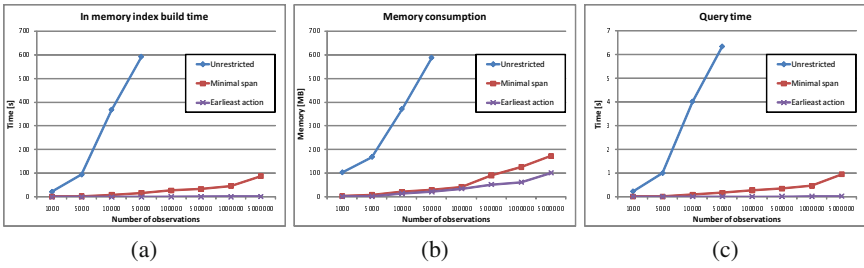 In memory index build time
700
600
500
400
300
200
100
0
Time [s]
Unrestricted
Minimal span
Earlieast action
1000
5000
10000
50000
100000
500000
1000000
5000000
Number of observations
(a)
Memory consumption
700
600
500
400
300
200
100
0
Memory [MB]
Unrestricted
Minimal span
Earlieast action
1000
5000
10000
50000
100000
500000
1000000
5000000
Number of observations
(b)
Query time
7
6
5
4
3
2
1
0
Time [s]
Unrestricted
Minimal span
Earlieast action
1000
5000
10000
50000
100000
500000
1000000
5000000
Number of observations
(c)